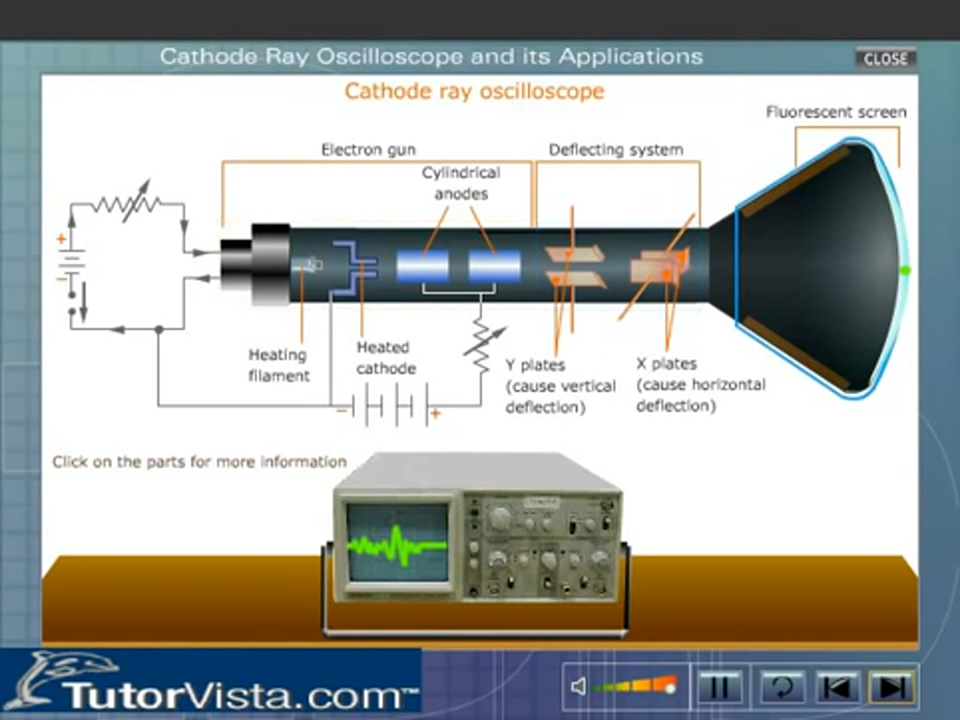 Cathode Ray Oscilloscope and its Applications
CLOSE
Cathode ray oscilloscope
Fluorescent screen
Electron gun
Deflecting system
Cylindrical
anodes
+
−
Heating
filament
Heated
cathode
Y plates
(cause vertical
deflection)
X plates
(cause horizontal
deflection)
−
+
Click on the parts for more information
TutorVista.com™